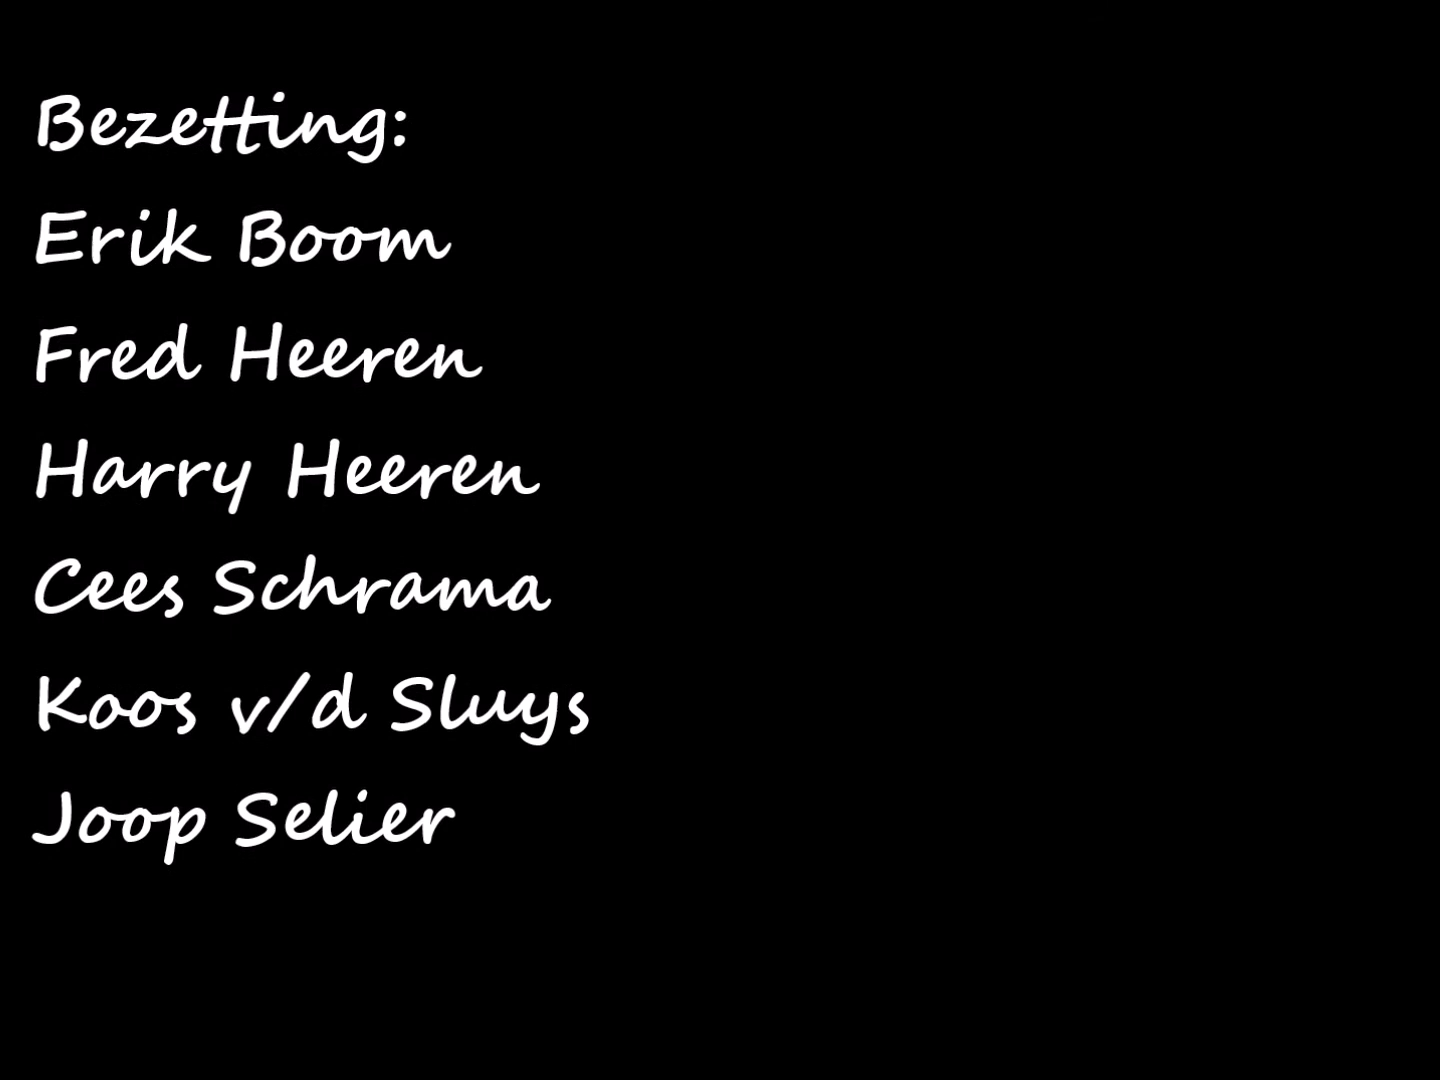 Bezetting:
Erik Boom
Fred Heeren
Harry Heeren
Cees Schrama
Koos v/d Sluys
Joop Selier